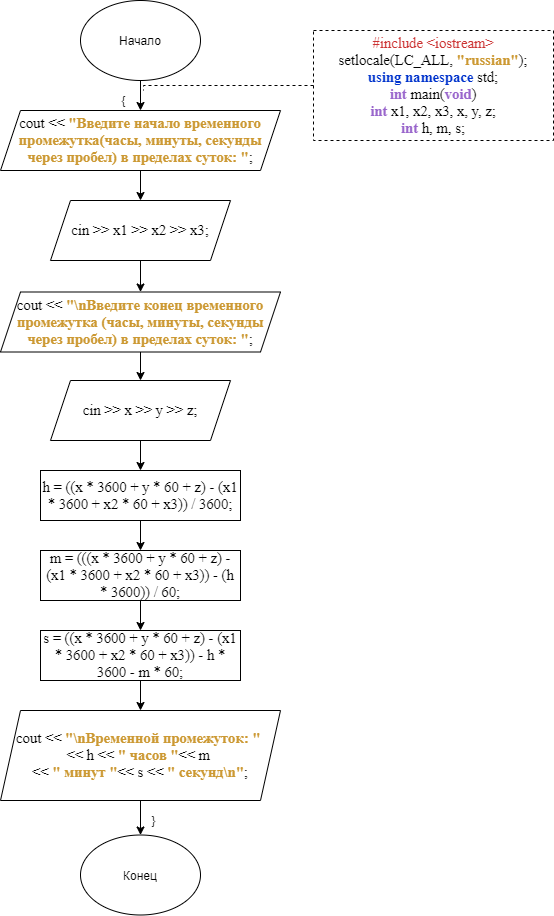 Начало
#include <iostream>
setlocale(LC_ALL, "russian");
using namespace std;
int main(void)
int x1, x2, x3, x, y, z;
int h, m, s;
{
cout << "Введите начало временного
промежутка(часы, минуты, секунды
через пробел) в пределах суток: ";
cin >> x1 >> x2 >> x3;
cout << "\nВведите конец временного
промежутка (часы, минуты, секунды
через пробел) в пределах суток: ";
cin >> x >> y >> z;
h = ((x * 3600 + y * 60 + z) - (x1
* 3600 + x2 * 60 + x3)) / 3600;
m = (((x * 3600 + y * 60 + z) -
(x1 * 3600 + x2 * 60 + x3)) - (h
* 3600)) / 60;
s = ((x * 3600 + y * 60 + z) - (x1
* 3600 + x2 * 60 + x3)) - h *
3600 - m * 60;
cout << "\nВременной промежуток: "
<< h << " часов "<< m
<< " минут "<< s << " секунд\n";
}
Конец